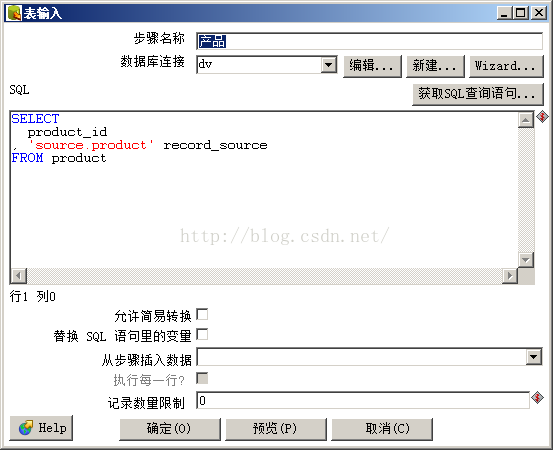 表输入
步骤名称 产品
数据库连接 dv 编辑... 新建... Wizard...
SQL 获取SQL查询语句...
SELECT
product_id
, 'source.product' record_source
FROM product
http://blog.csdn.net/
行1 列0
允许简易转换
替换 SQL 语句里的变量
从步骤插入数据
执行每一行?
记录数量限制 0
Help 确定(O) 预览(P) 取消(C)